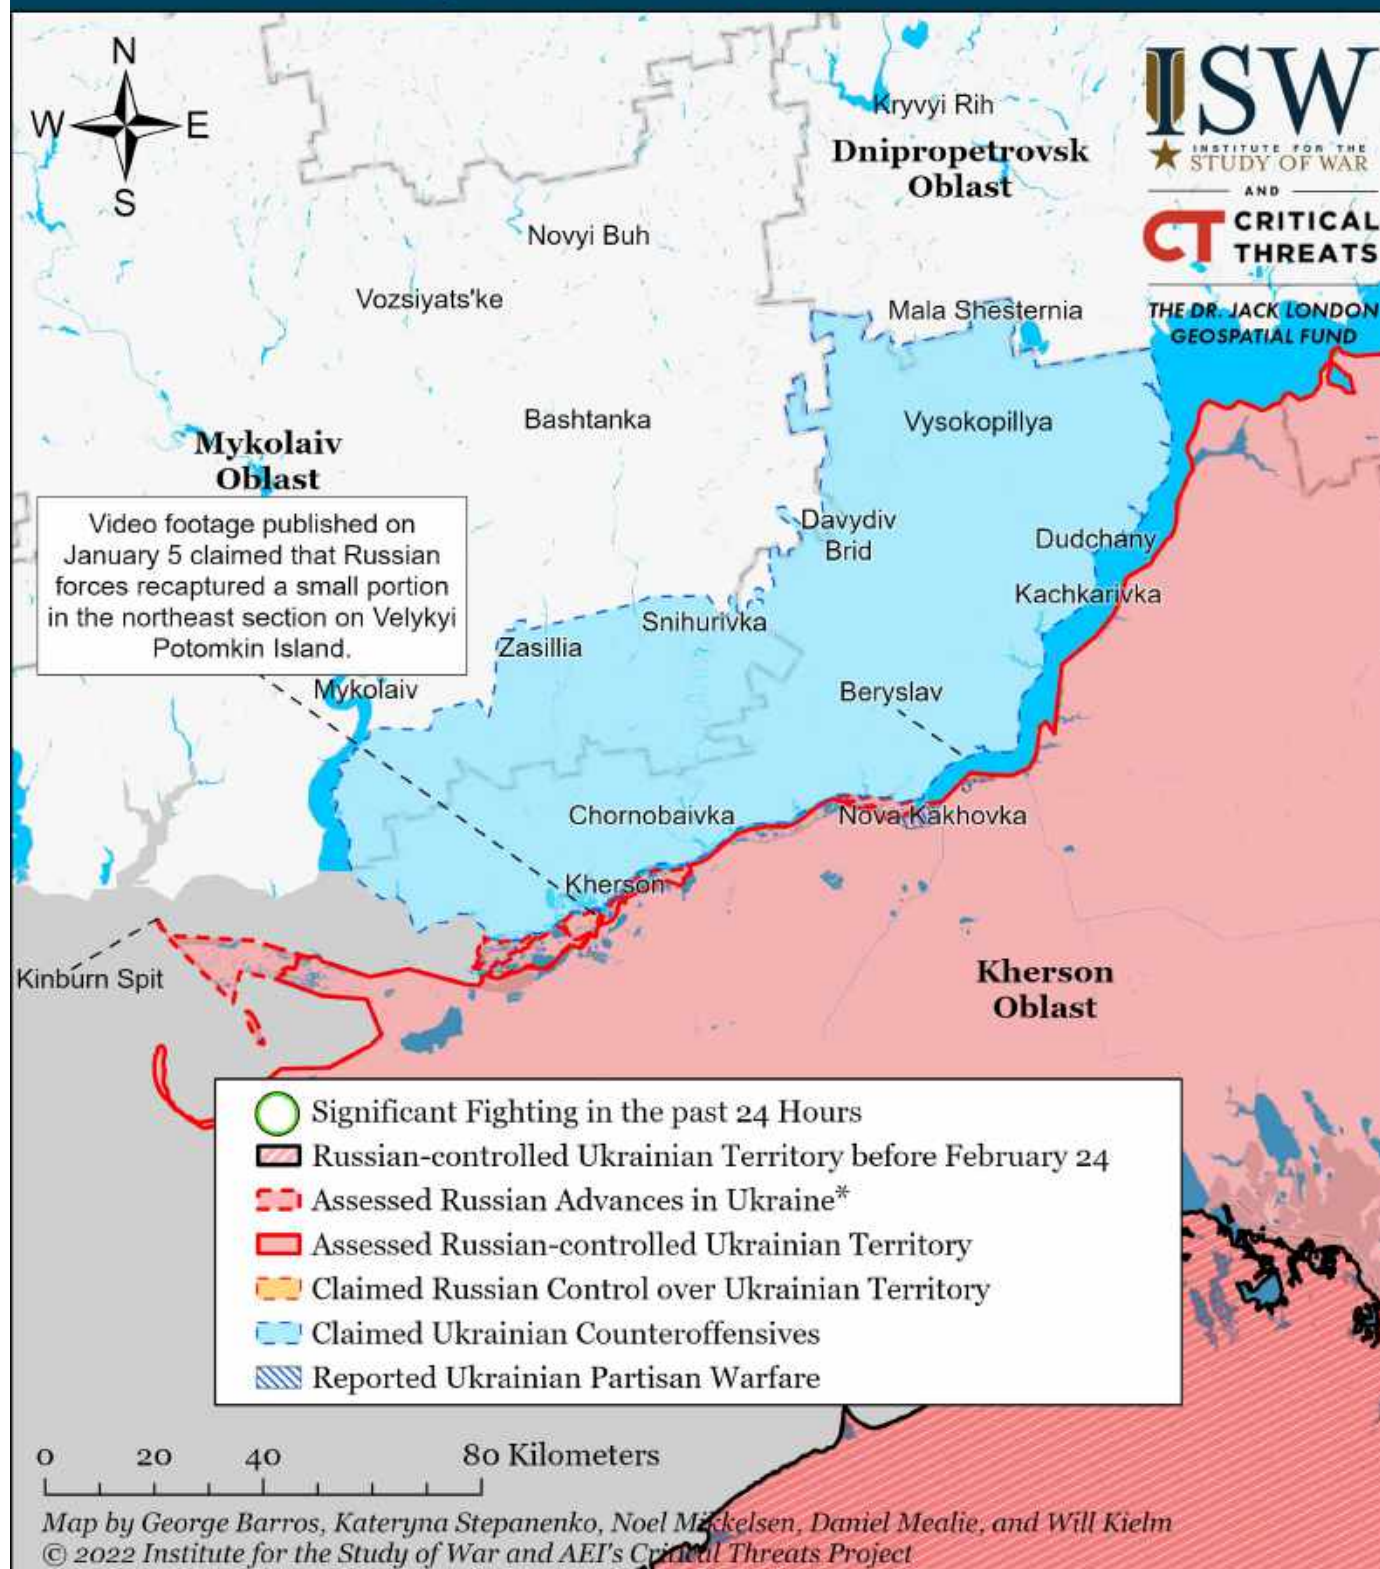 N
W E
S
Kryvyi Rih
Dnipropetrovsk
Oblast
ISW
INSTITUTE FOR THE
STUDY OF WAR
AND
CT CRITICAL
THREATS
THE DR. JACK LONDON
GEOSPATIAL FUND
Novyi Buh
Vozsiyats'ke
Mala Shesternia
Bashtanka
Vysokopillya
Mykolaiv
Oblast
Video footage published on
January 5 claimed that Russian
forces recaptured a small portion
in the northeast section on Velykyi
Potomkin Island.
Davydiv
Brid
Dudchany
Kachkarivka
Snihurivka
Zasillia
Mykolaiv
Beryslav
Chornobaivka
Nova Kakhovka
Kherson
Kinburn Spit
Kherson
Oblast
Significant Fighting in the past 24 Hours
Russian-controlled Ukrainian Territory before February 24
Assessed Russian Advances in Ukraine*
Assessed Russian-controlled Ukrainian Territory
Claimed Russian Control over Ukrainian Territory
Claimed Ukrainian Counteroffensives
Reported Ukrainian Partisan Warfare
0 20 40 80 Kilometers
Map by George Barros, Kateryna Stepanenko, Noel Mikkelsen, Daniel Mealie, and Will Kielm
© 2022 Institute for the Study of War and AEI's Critical Threats Project